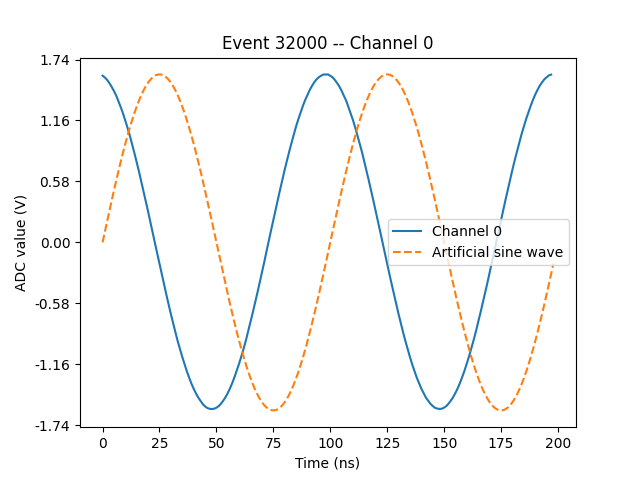 Event 32000 -- Channel 0
1.74
1.16
0.58
0.00
-0.58
-1.16
-1.74
ADC value (V)
Channel 0
Artificial sine wave
0 25 50 75 100 125 150 175 200
Time (ns)